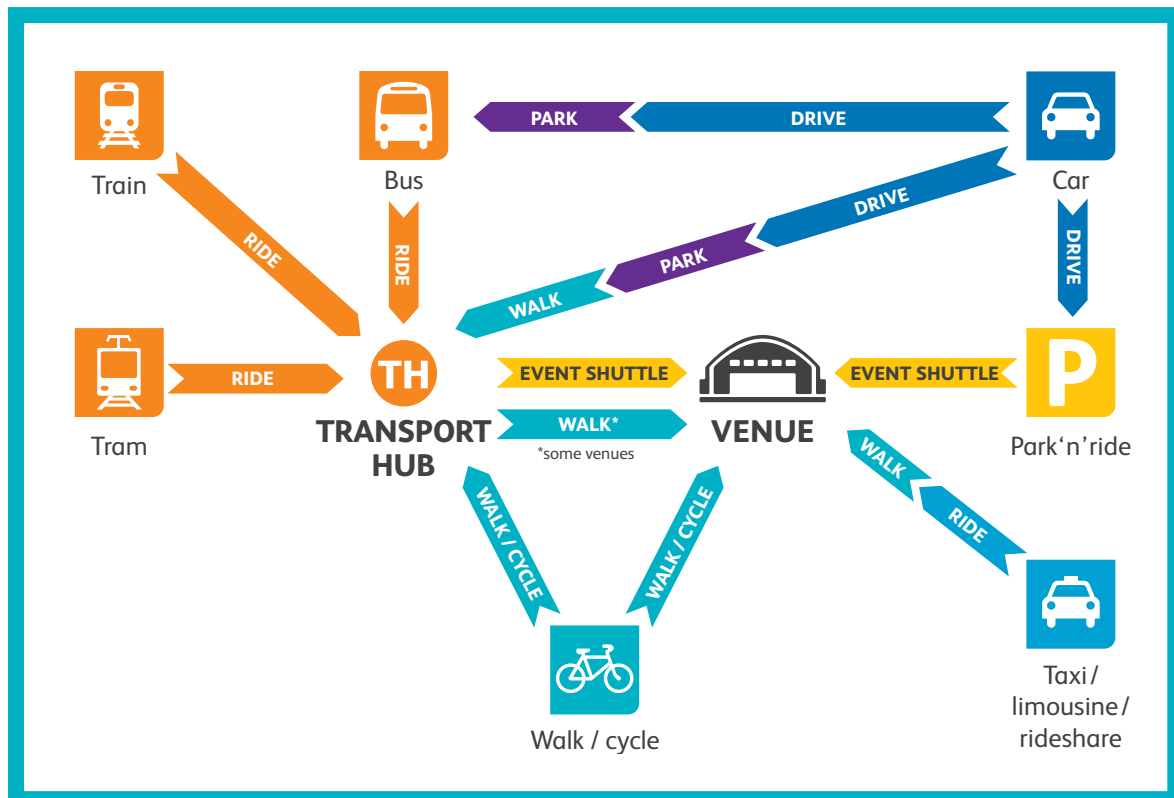 PARK
DRIVE
Train
Bus
Car
RIDE
RIDE
WALK
PARK
DRIVE
DRIVE
RIDE
TH
EVENT SHUTTLE
EVENT SHUTTLE
P
Tram
TRANSPORT
HUB
WALK*
*some venues
VENUE
Park‘n’ride
WALK / CYCLE
WALK / CYCLE
WALK
RIDE
Walk / cycle
Taxi /
limousine /
rideshare